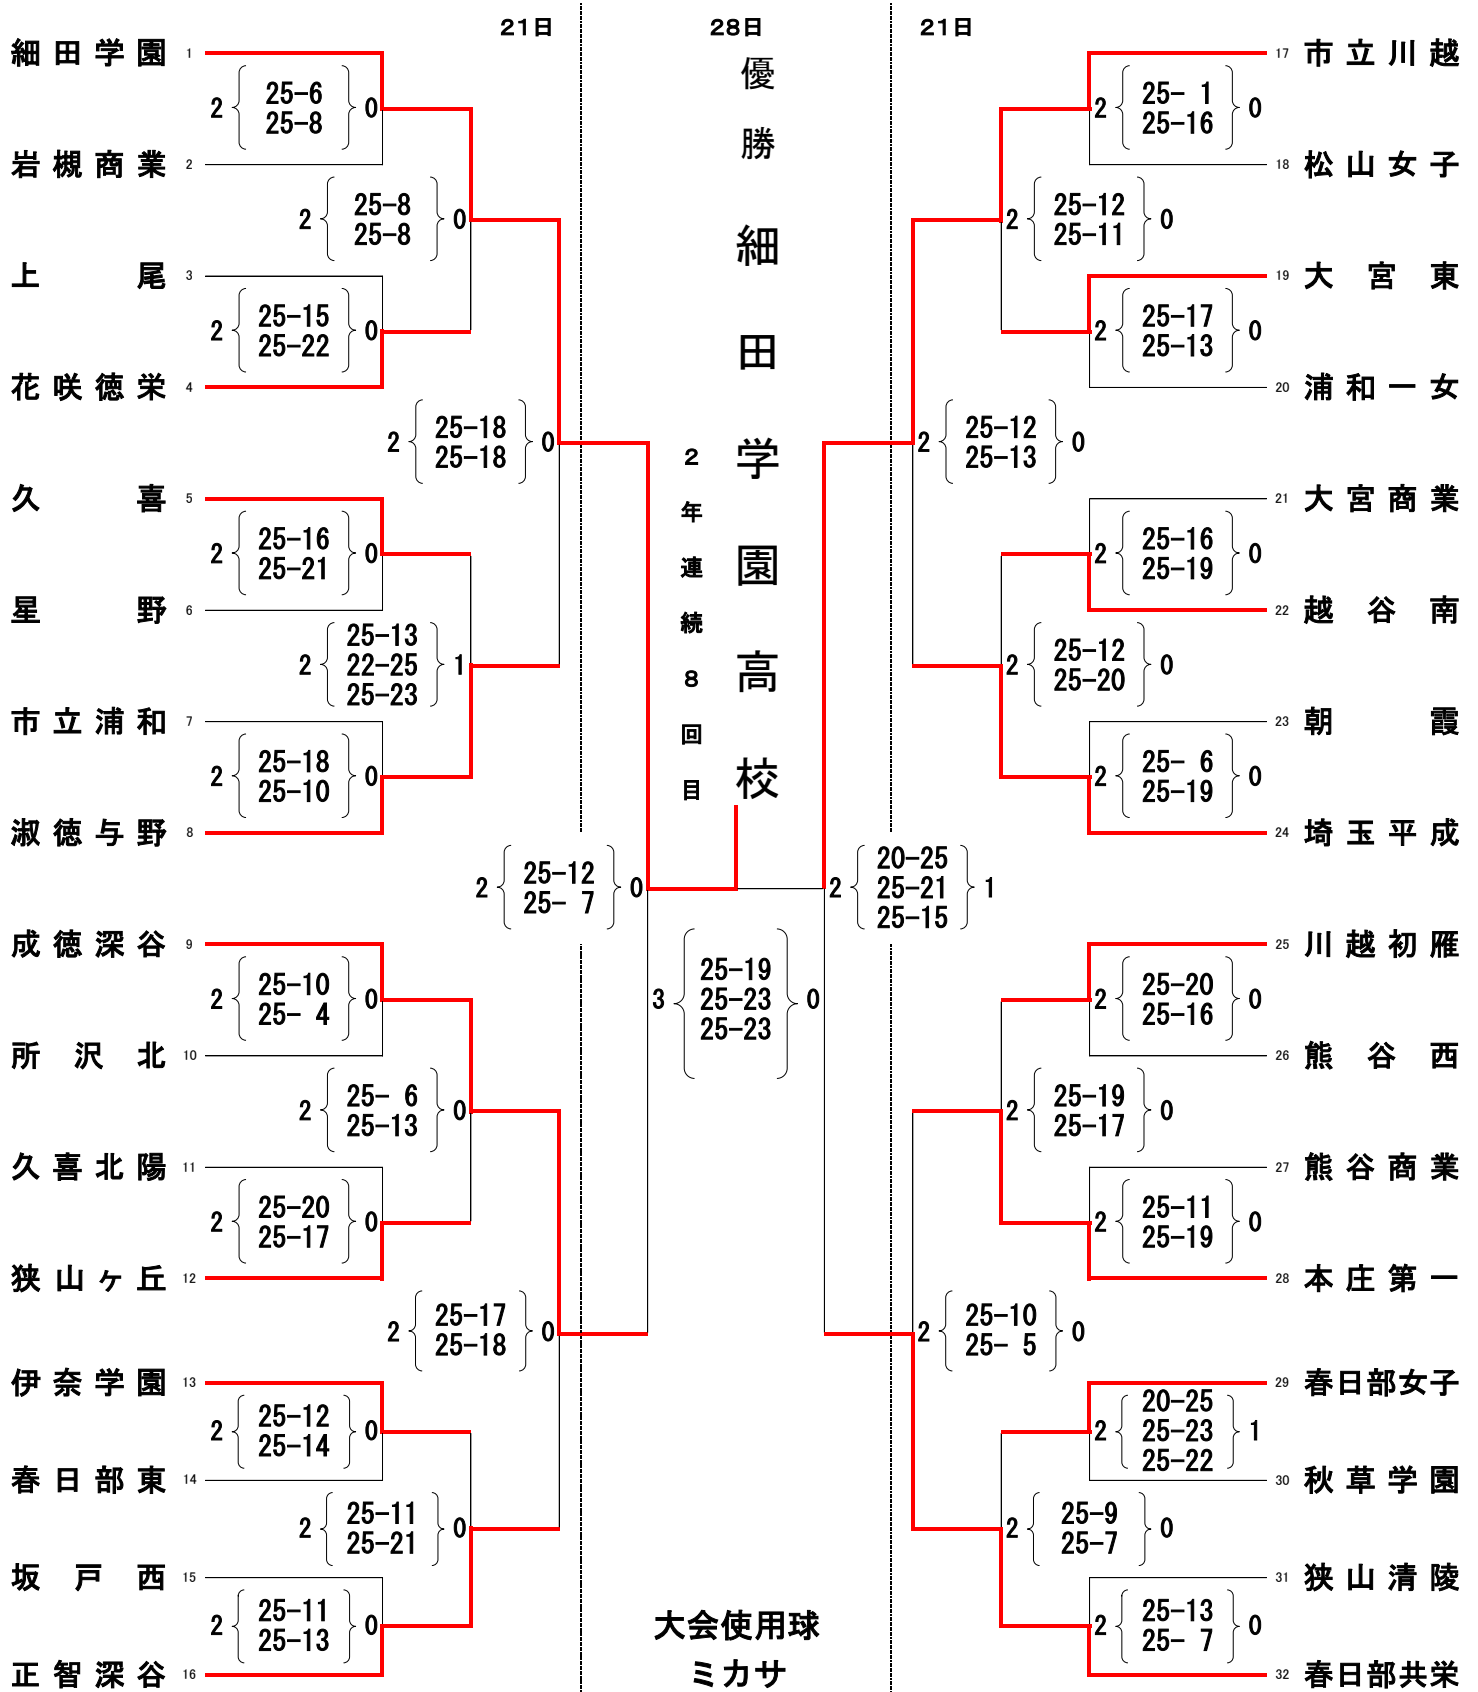 21日
28日
21日
優勝 細田学園高校
2年連続8回目
細田学園 1
2 25-6 0
25-8
岩槻商業 2
2 25-8 0
25-8
上尾 3
2 25-15 0
25-22
花咲徳栄 4
2 25-18 0
25-18
久喜 5
2 25-16 0
25-21
星野 6
25-13
2 22-25 1
25-23
市立浦和 7
2 25-18 0
25-10
淑徳与野 8
2 25-12 0
25- 7
成徳深谷 9
2 25-10 0
25- 4
所沢北 10
2 25- 6 0
25-13
久喜北陽 11
2 25-20 0
25-17
狭山ヶ丘 12
2 25-17 0
25-18
伊奈学園 13
2 25-12 0
25-14
春日部東 14
2 25-11 0
25-21
坂戸西 15
2 25-11 0
25-13
正智深谷 16
25-19
3 25-23 0
25-23
17 市立川越
2 25- 1 0
25-16
18 松山女子
2 25-12 0
25-11
19 大宮東
2 25-17 0
25-13
20 浦和一女
2 25-12 0
25-13
21 大宮商業
2 25-16 0
25-19
22 越谷南
2 25-12 0
25-20
23 朝霞
2 25- 6 0
25-19
24 埼玉平成
20-25
2 25-21 1
25-15
25 川越初雁
2 25-20 0
25-16
26 熊谷西
2 25-19 0
25-17
27 熊谷商業
2 25-11 0
25-19
28 本庄第一
2 25-10 0
25- 5
29 春日部女子
20-25
2 25-23 1
25-22
30 秋草学園
2 25-9 0
25-7
31 狭山清陵
2 25-13 0
25- 7
32 春日部共栄
大会使用球
ミカサ